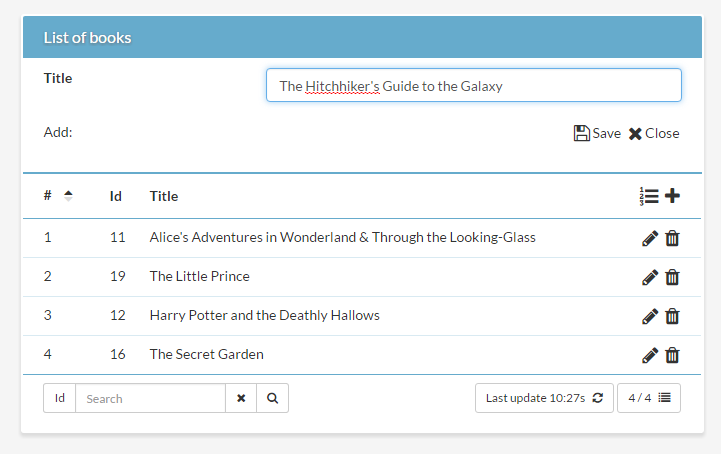 List of books
Title The Hitchhiker's Guide to the Galaxy
Add: Save Close
# Id Title
1 11 Alice's Adventures in Wonderland & Through the Looking-Glass
2 19 The Little Prince
3 12 Harry Potter and the Deathly Hallows
4 16 The Secret Garden
Id Search Last update 10:27s 4 / 4